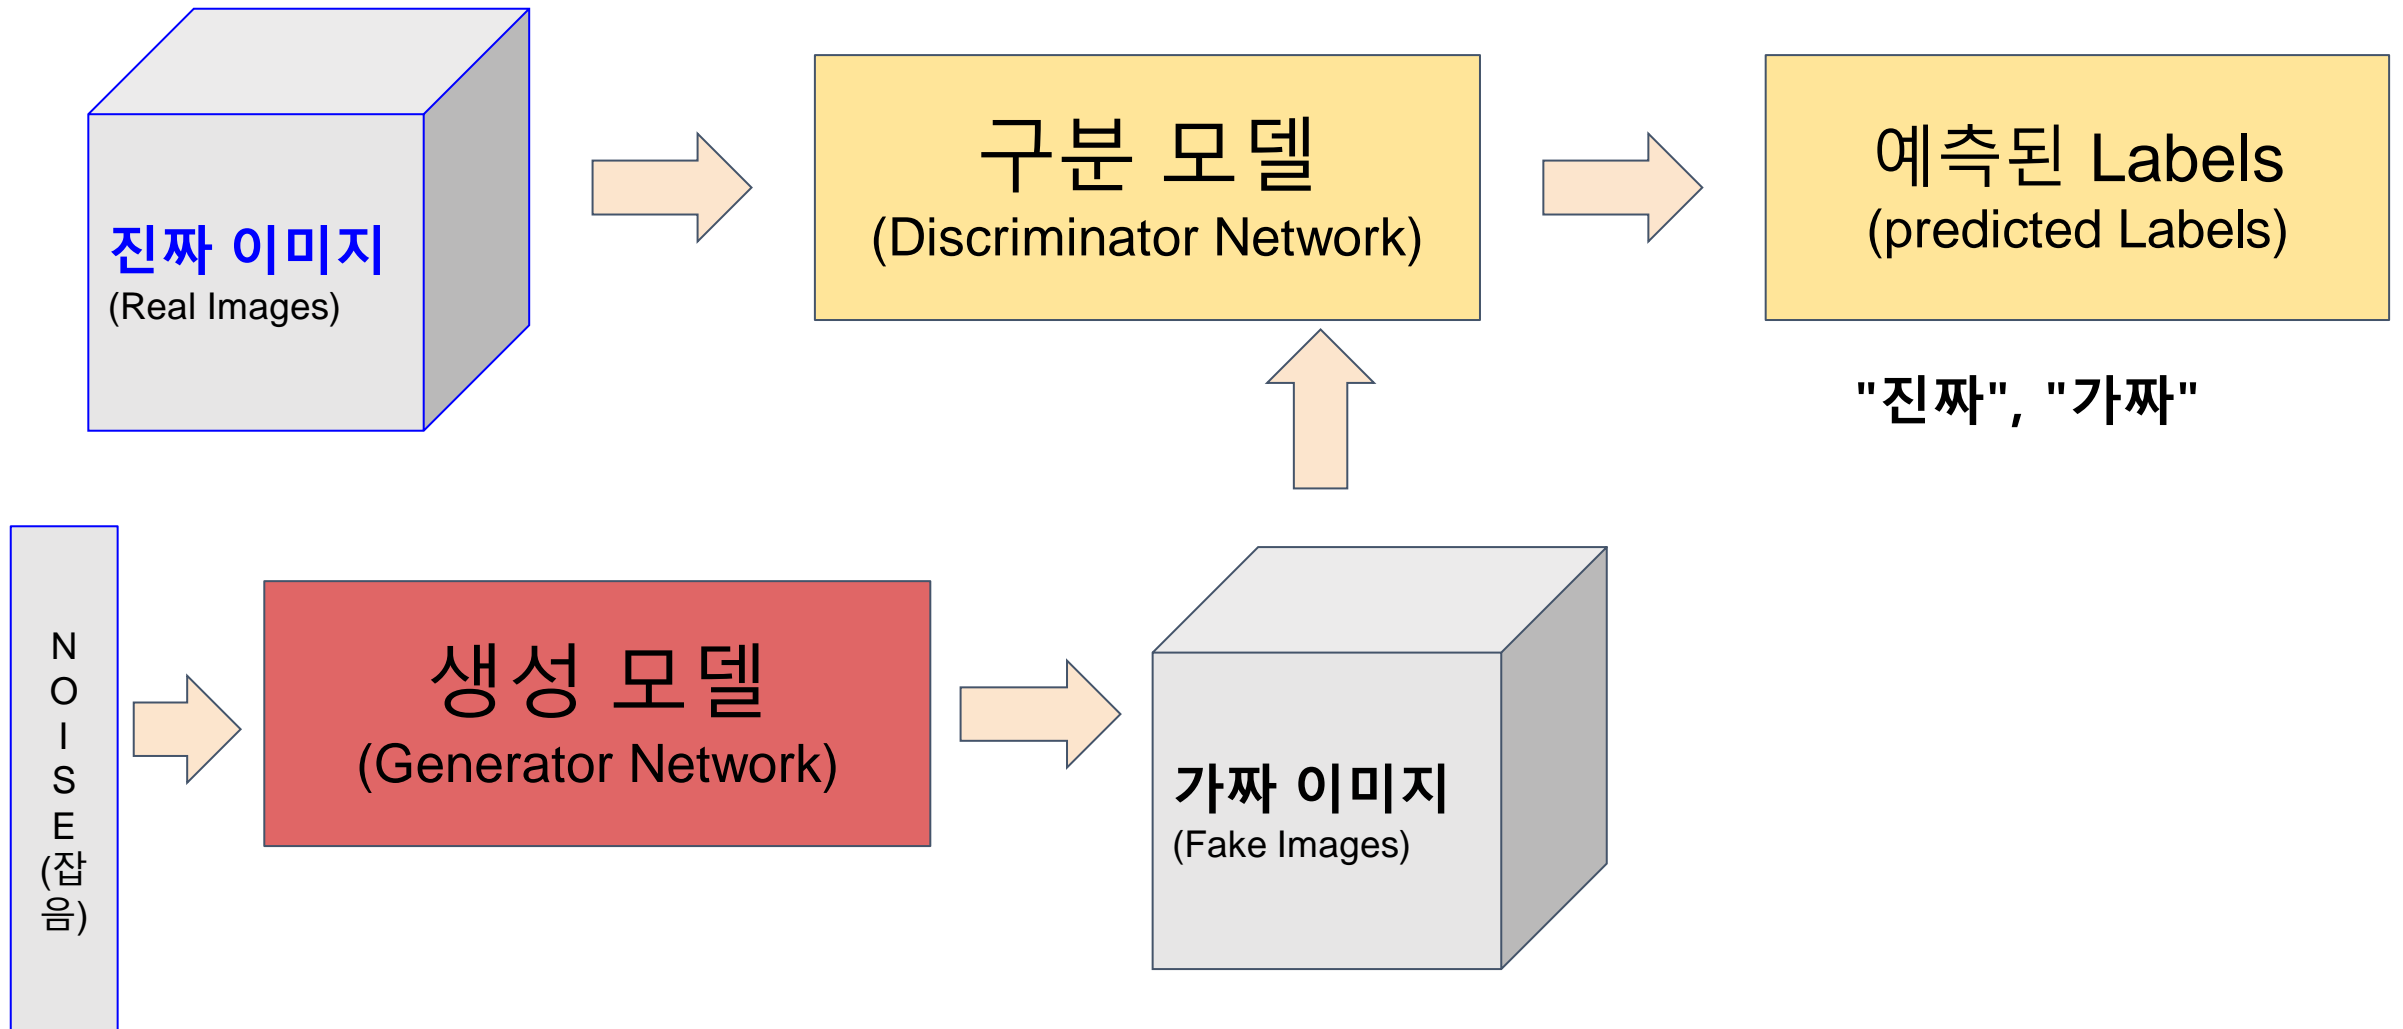 진짜 이미지
(Real Images)
구분 모델
(Discriminator Network)
예측된 Labels
(predicted Labels)
"진짜", "가짜"
N
O
I
S
E
(잡
음)
생성 모델
(Generator Network)
가짜 이미지
(Fake Images)